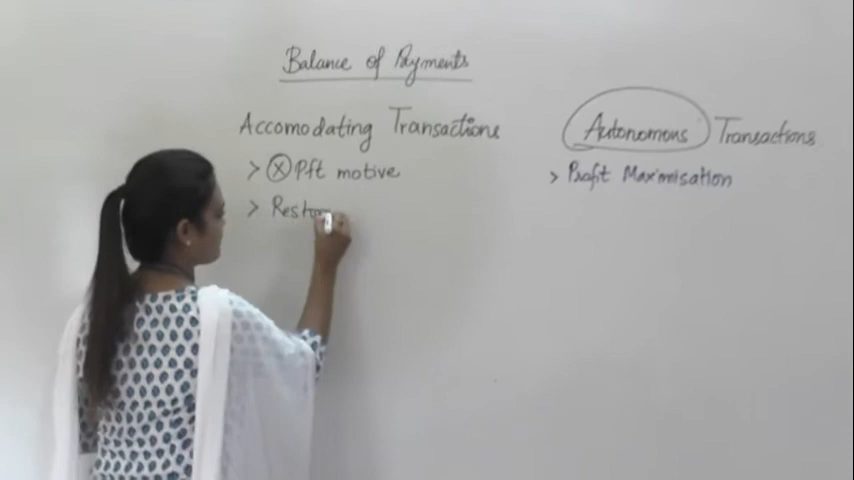 Balance of Payments
Accomodating Transactions
> ⓧ Pft motive
> Resto
Autonomous Transactions
> Profit Maximisation